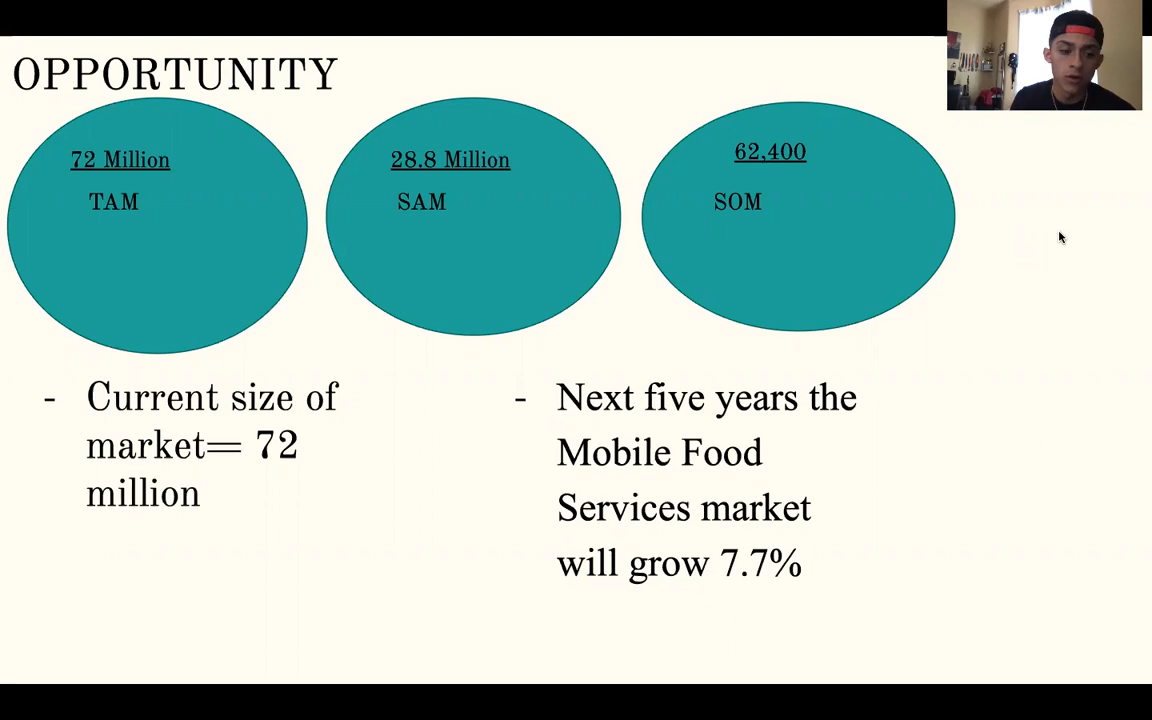 OPPORTUNITY
72 Million
TAM
28.8 Million
SAM
62,400
SOM
- Current size of
market= 72
million
- Next five years the
Mobile Food
Services market
will grow 7.7%